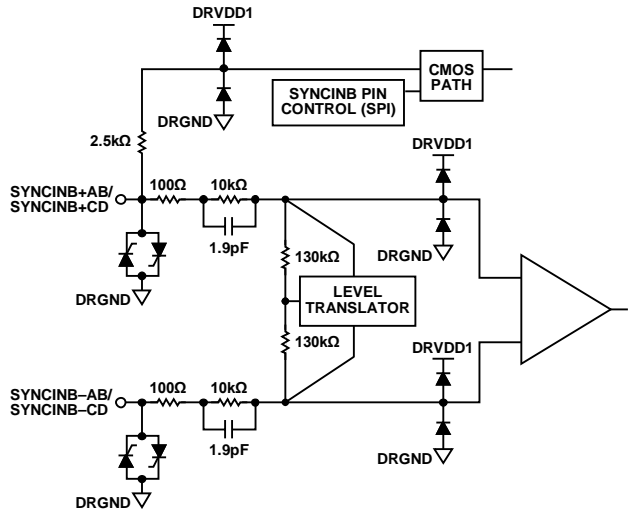 DRVDD1
CMOS
PATH
SYNCINB PIN
CONTROL (SPI)
DRGND
2.5kΩ
DRVDD1
SYNCINB+AB/
SYNCINB+CD
100Ω
10kΩ
1.9pF
DRGND
130kΩ
DRGND
LEVEL
TRANSLATOR
130kΩ
DRVDD1
SYNCINB–AB/
SYNCINB–CD
100Ω
10kΩ
1.9pF
DRGND
DRGND